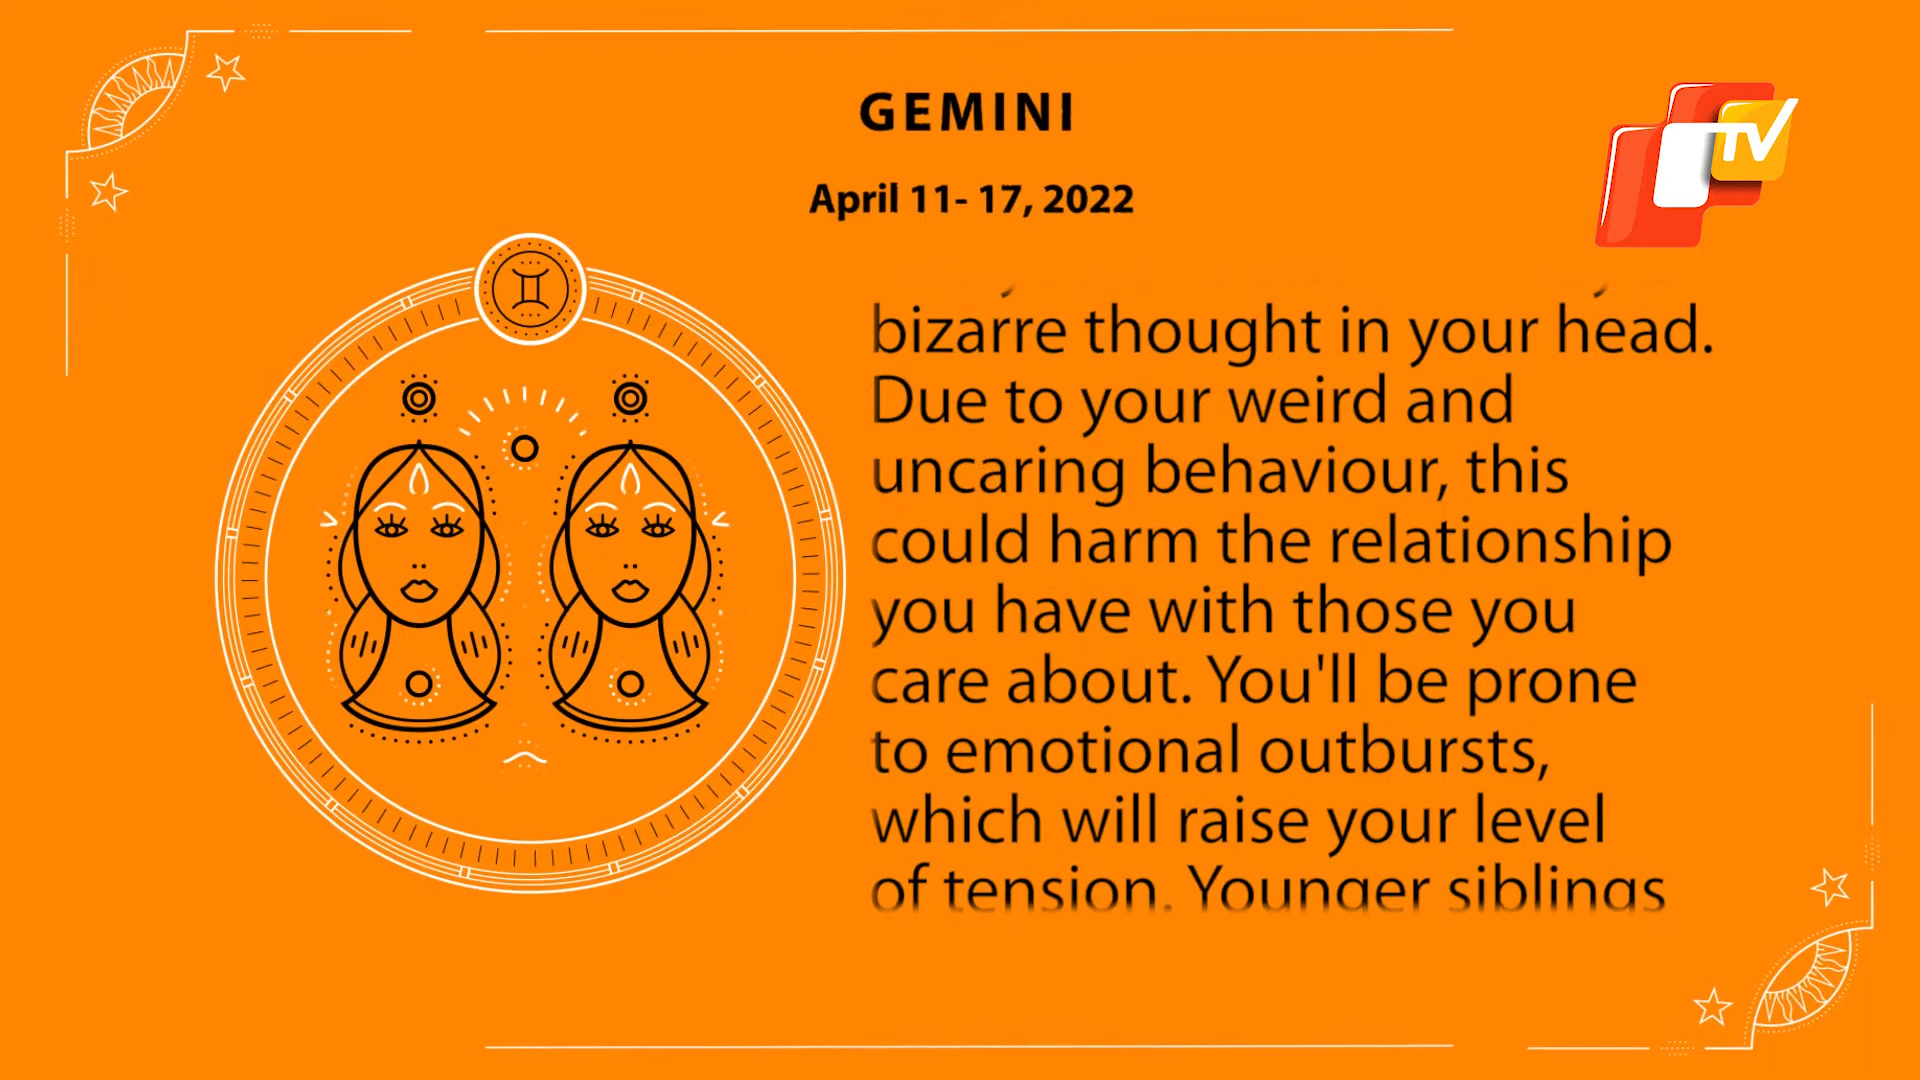 GEMINI
TV
April 11- 17, 2022
bizarre thought in your head.
Due to your weird and
uncaring behaviour, this
could harm the relationship
you have with those you
care about. You'll be prone
to emotional outbursts,
which will raise your level
of tension. Younger siblings